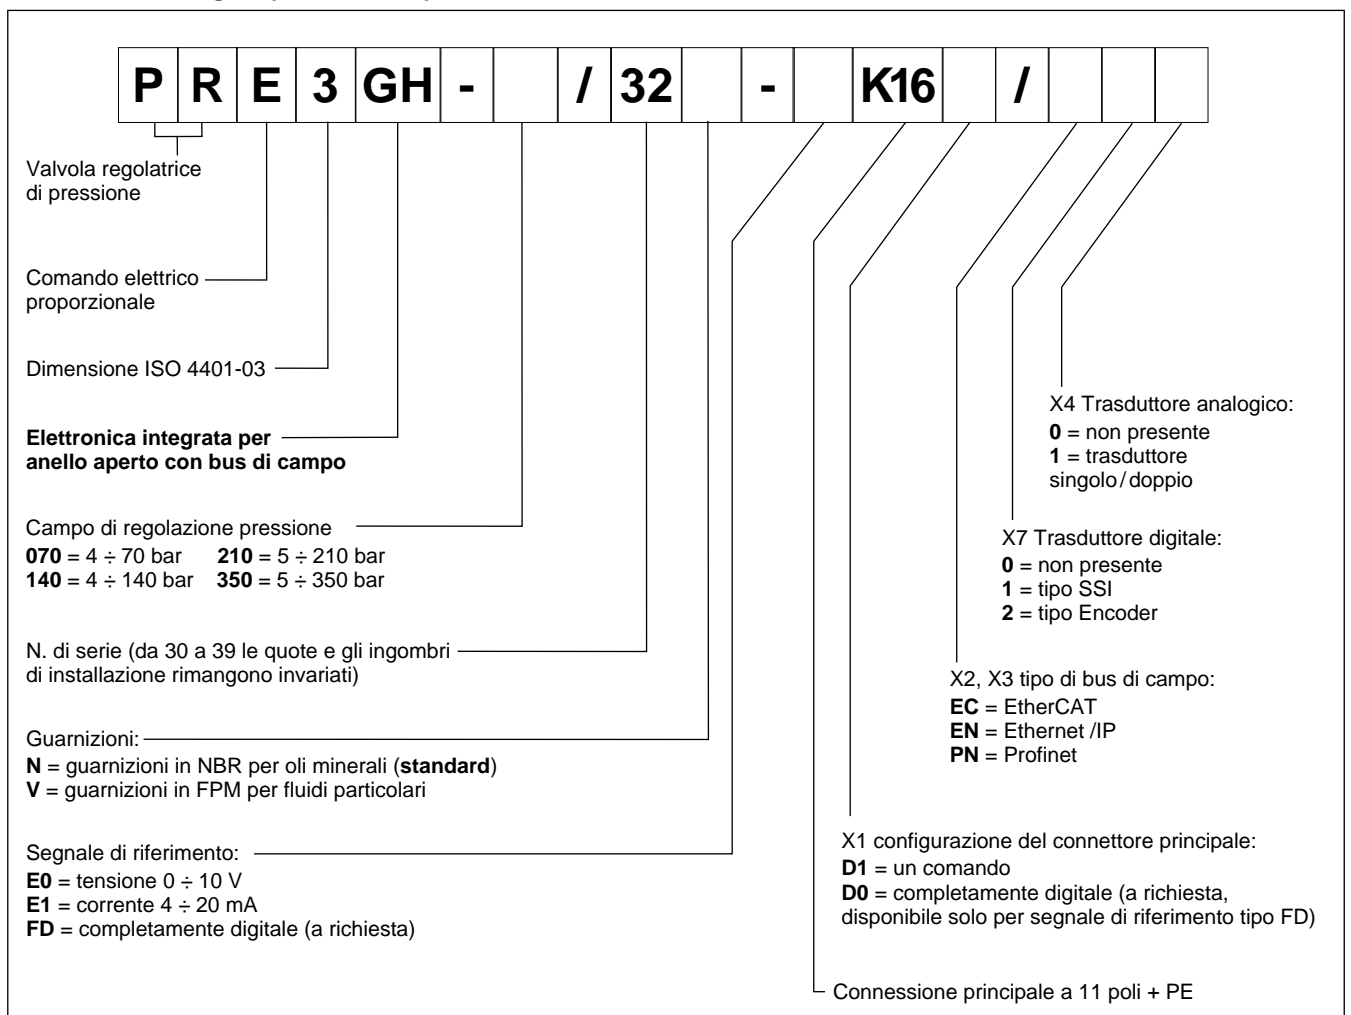 P R E 3 GH - / 32 - K16 /
Valvola regolatrice
di pressione
Comando elettrico
proporzionale
Dimensione ISO 4401-03
Elettronica integrata per
anello aperto con bus di campo
Campo di regolazione pressione
070 = 4 ÷ 70 bar 210 = 5 ÷ 210 bar
140 = 4 ÷ 140 bar 350 = 5 ÷ 350 bar
N. di serie (da 30 a 39 le quote e gli ingombri
di installazione rimangono invariati)
Guarnizioni:
N = guarnizioni in NBR per oli minerali (standard)
V = guarnizioni in FPM per fluidi particolari
Segnale di riferimento:
E0 = tensione 0 ÷ 10 V
E1 = corrente 4 ÷ 20 mA
FD = completamente digitale (a richiesta)
X4 Trasduttore analogico:
0 = non presente
1 = trasduttore
singolo/doppio
X7 Trasduttore digitale:
0 = non presente
1 = tipo SSI
2 = tipo Encoder
X2, X3 tipo di bus di campo:
EC = EtherCAT
EN = Ethernet /IP
PN = Profinet
X1 configurazione del connettore principale:
D1 = un comando
D0 = completamente digitale (a richiesta,
disponibile solo per segnale di riferimento tipo FD)
Connessione principale a 11 poli + PE